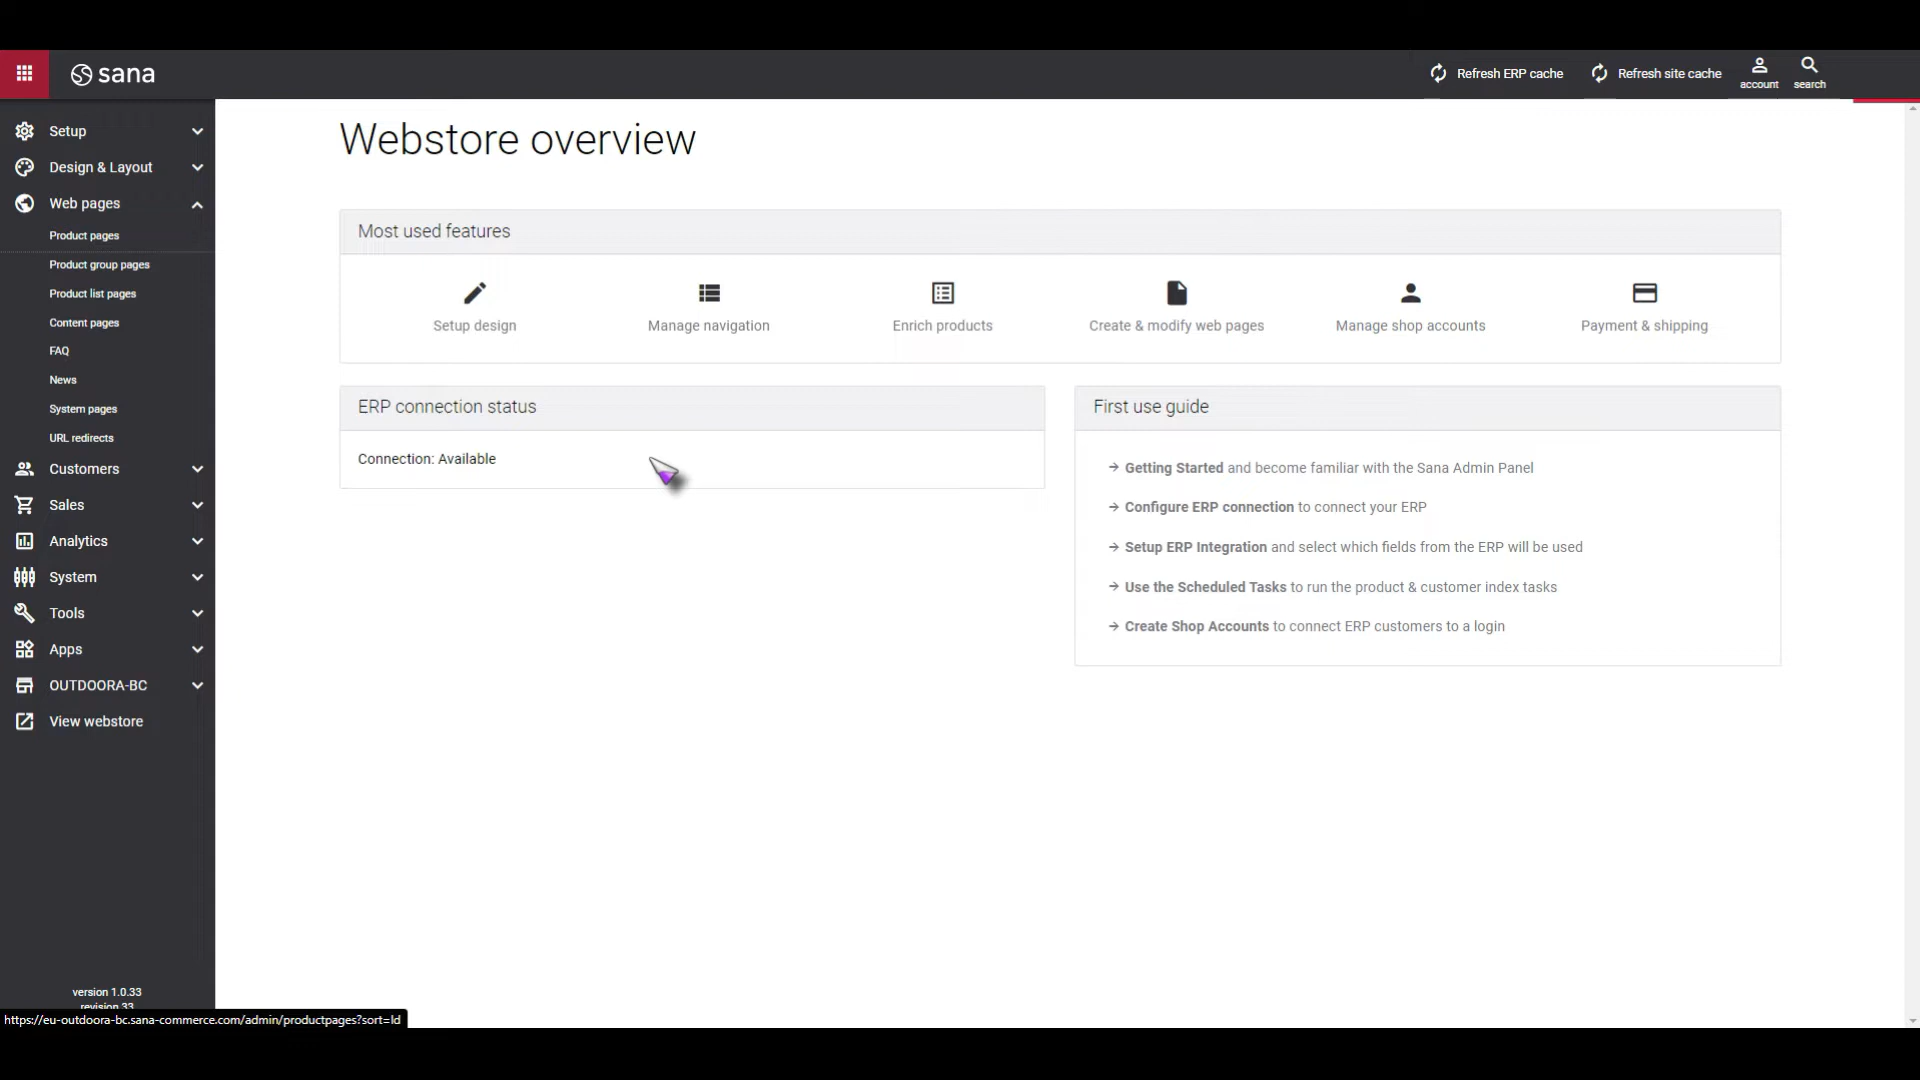 sana
Refresh ERP cache
Refresh site cache
account
search
Setup
Design & Layout
Web pages
Product pages
Product group pages
Product list pages
Content pages
FAQ
News
System pages
URL redirects
Customers
Sales
Analytics
System
Tools
Apps
OUTDOORA-BC
View webstore
version 1.0.33
revision 33
https://eu-outdoora-bc.sana-commerce.com/admin/productpages?sort=Id
Webstore overview
Most used features
Setup design
Manage navigation
Enrich products
Create & modify web pages
Manage shop accounts
Payment & shipping
ERP connection status
Connection: Available
First use guide
Getting Started and become familiar with the Sana Admin Panel
Configure ERP connection to connect your ERP
Setup ERP Integration and select which fields from the ERP will be used
Use the Scheduled Tasks to run the product & customer index tasks
Create Shop Accounts to connect ERP customers to a login